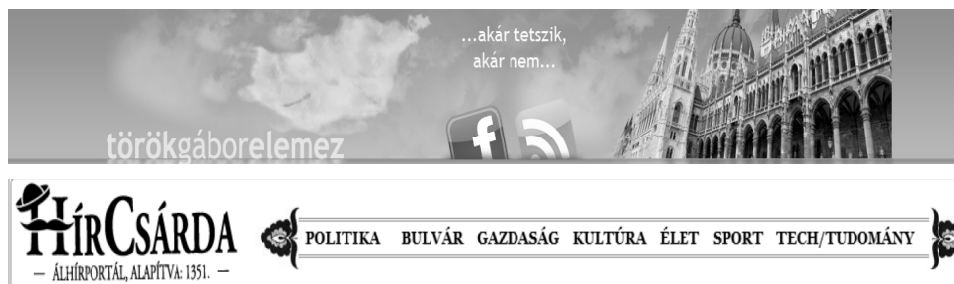 ...akár tetszik,
akár nem...
törökgáborelemez
f
HÍRCSÁRDA
POLITIKA BULVÁR GAZDASÁG KULTÚRA ÉLET SPORT TECH/TUDOMÁNY
— ÁLHÍRPORTÁL, ALAPÍTVA: 1351. —